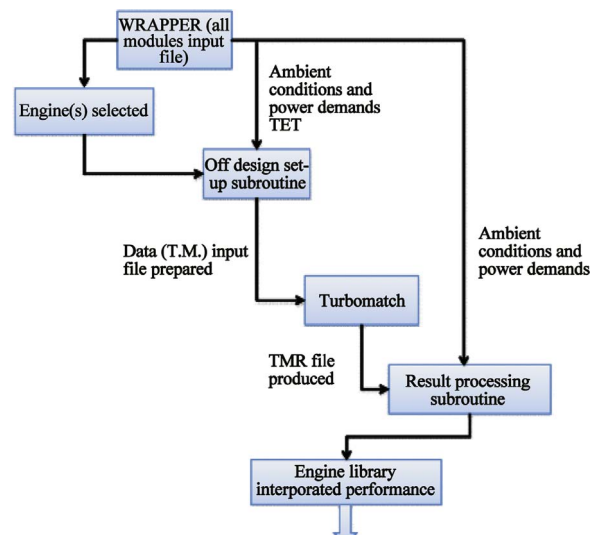 WRAPPER (all
modules input
file)
Ambient
conditions and
power demands
TET
Engine(s) selected
Off design set-
up subroutine
Data (T.M.) input
file prepared
Ambient
conditions and
power demands
Turbomatch
TMR file
produced
Result processing
subroutine
Engine library
interporated performance